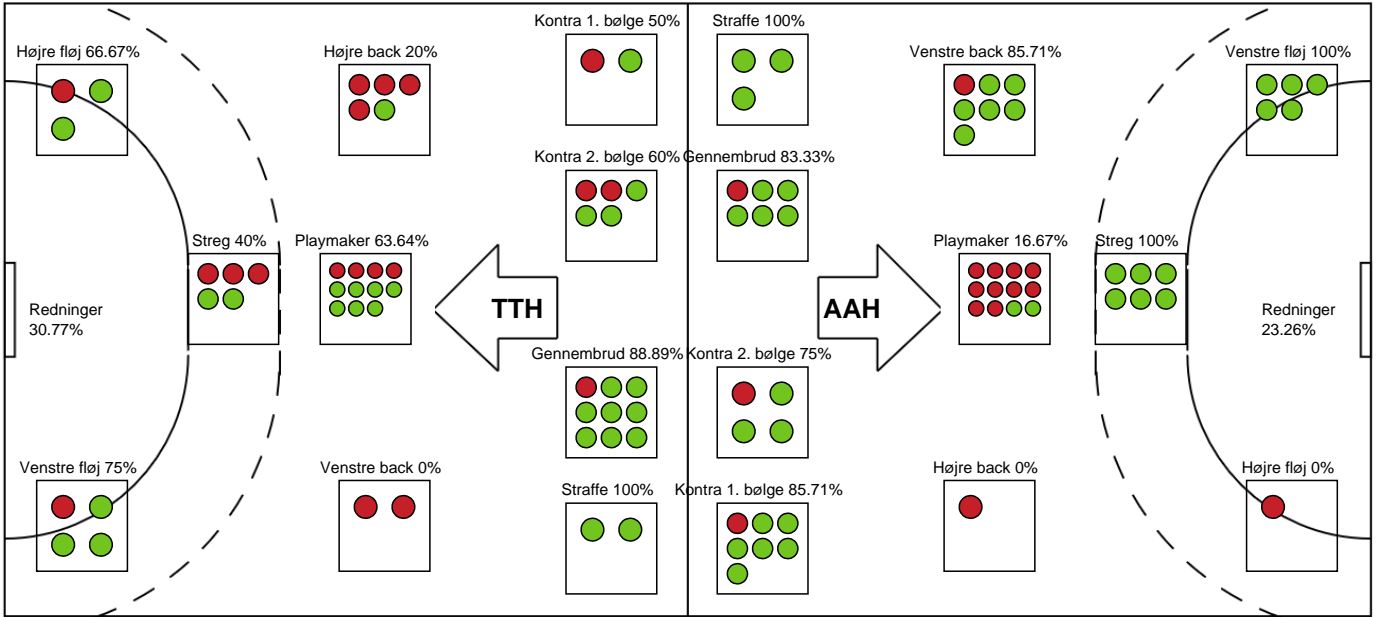 Kontra 1. bølge 50%
Straffe 100%
Højre fløj 66.67%
Højre back 20%
Venstre back 85.71%
Venstre fløj 100%
Kontra 2. bølge 60%
Gennembrud 83.33%
Streg 40%
Playmaker 63.64%
Playmaker 16.67%
Streg 100%
TTH
AAH
Redninger
30.77%
Redninger
23.26%
Gennembrud 88.89%
Kontra 2. bølge 75%
Venstre fløj 75%
Venstre back 0%
Højre back 0%
Højre fløj 0%
Straffe 100%
Kontra 1. bølge 85.71%